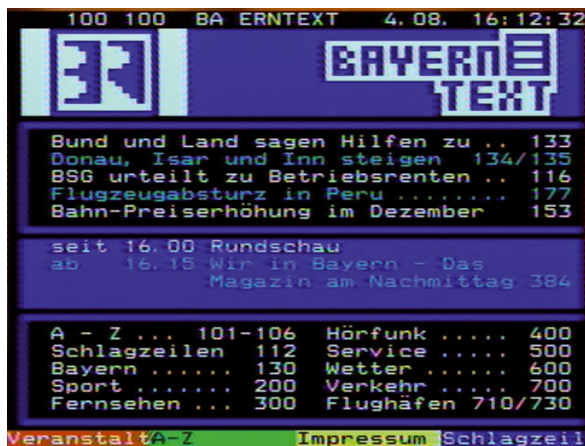 100 100 BA ERNTEXT 4.08. 16:12:32
BR
BAYERN
TEXT
Bund und Land sagen Hilfen zu .. 133
Donau, Isar und Inn steigen 134/135
BSG urteilt zu Betriebsrenten .. 116
Flugzeugabsturz in Peru ........ 177
Bahn-Preiserhöhung im Dezember 153
seit 16.00 Rundschau
ab 16.15 Wir in Bayern - Das
Magazin am Nachmittag 384
A - Z ... 101-106 Hörfunk ..... 400
Schlagzeilen 112 Service ..... 500
Bayern ..... 130 Wetter ...... 600
Sport ....... 200 Verkehr ..... 700
Fernsehen ... 300 Flughäfen 710/730
Veranstalt A-Z Impressum Schlagzeil